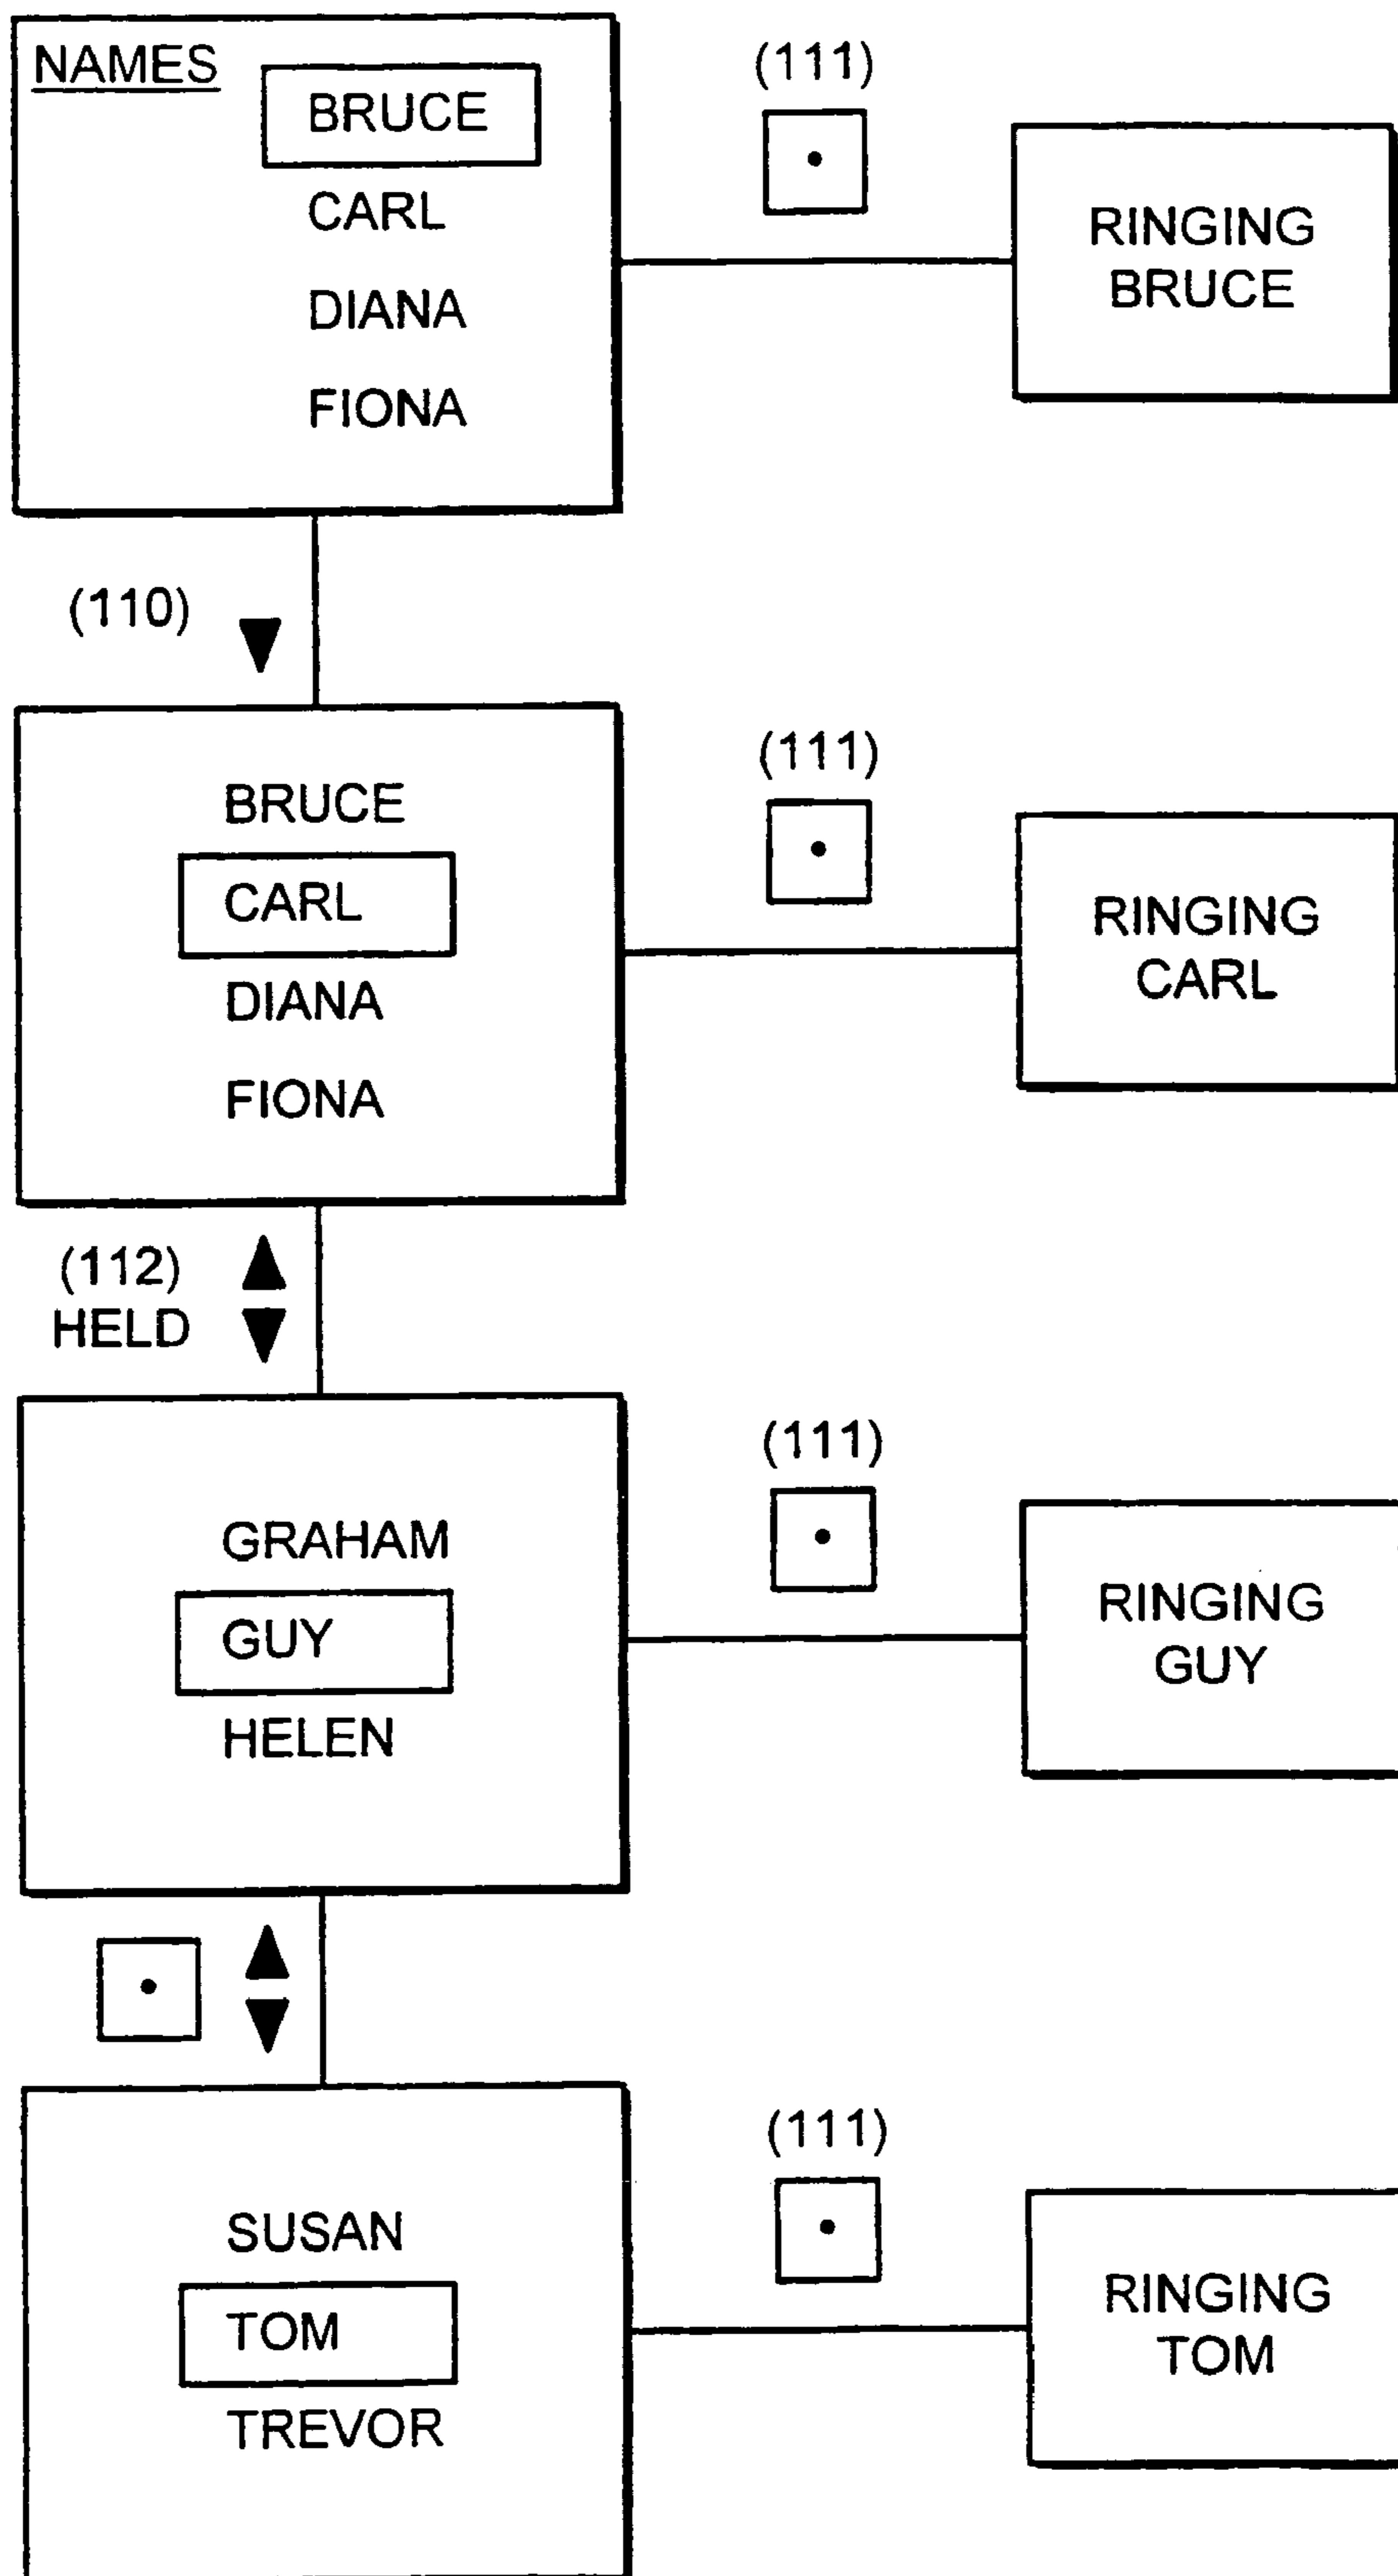 NAMES
BRUCE
CARL
DIANA
FIONA
(111)
RINGING
BRUCE
(110)
BRUCE
CARL
DIANA
FIONA
(111)
RINGING
CARL
(112)
HELD
GRAHAM
GUY
HELEN
(111)
RINGING
GUY
SUSAN
TOM
TREVOR
(111)
RINGING
TOM